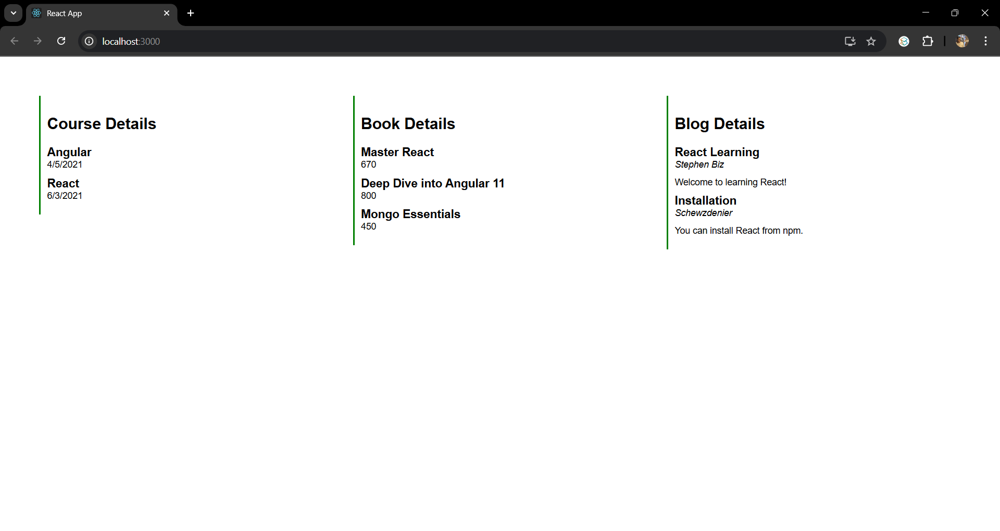 React App
localhost:3000
Course Details
Angular
4/5/2021
React
6/3/2021
Book Details
Master React
670
Deep Dive into Angular 11
800
Mongo Essentials
450
Blog Details
React Learning
Stephen Biz
Welcome to learning React!
Installation
Schewzdenier
You can install React from npm.